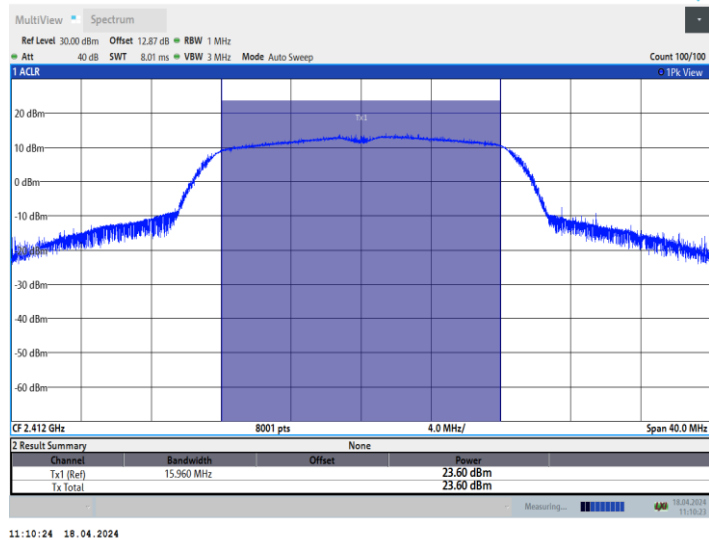 MultiView Spectrum
Ref Level 30.00 dBm Offset 12.87 dB RBW 1 MHz
Att 40 dB SWT 8.01 ms VBW 3 MHz Mode Auto Sweep Count 100/100
1 ACLR 1Pk View
Tx1
20 dBm
10 dBm
0 dBm
-10 dBm
-20 dBm
-30 dBm
-40 dBm
-50 dBm
-60 dBm
CF 2.412 GHz 8001 pts 4.0 MHz/ Span 40.0 MHz
2 Result Summary None
Channel Bandwidth Offset Power
Tx1 (Ref) 15.960 MHz 23.60 dBm
Tx Total 23.60 dBm
Measuring... 18.04.2024
11:10:23
11:10:24 18.04.2024